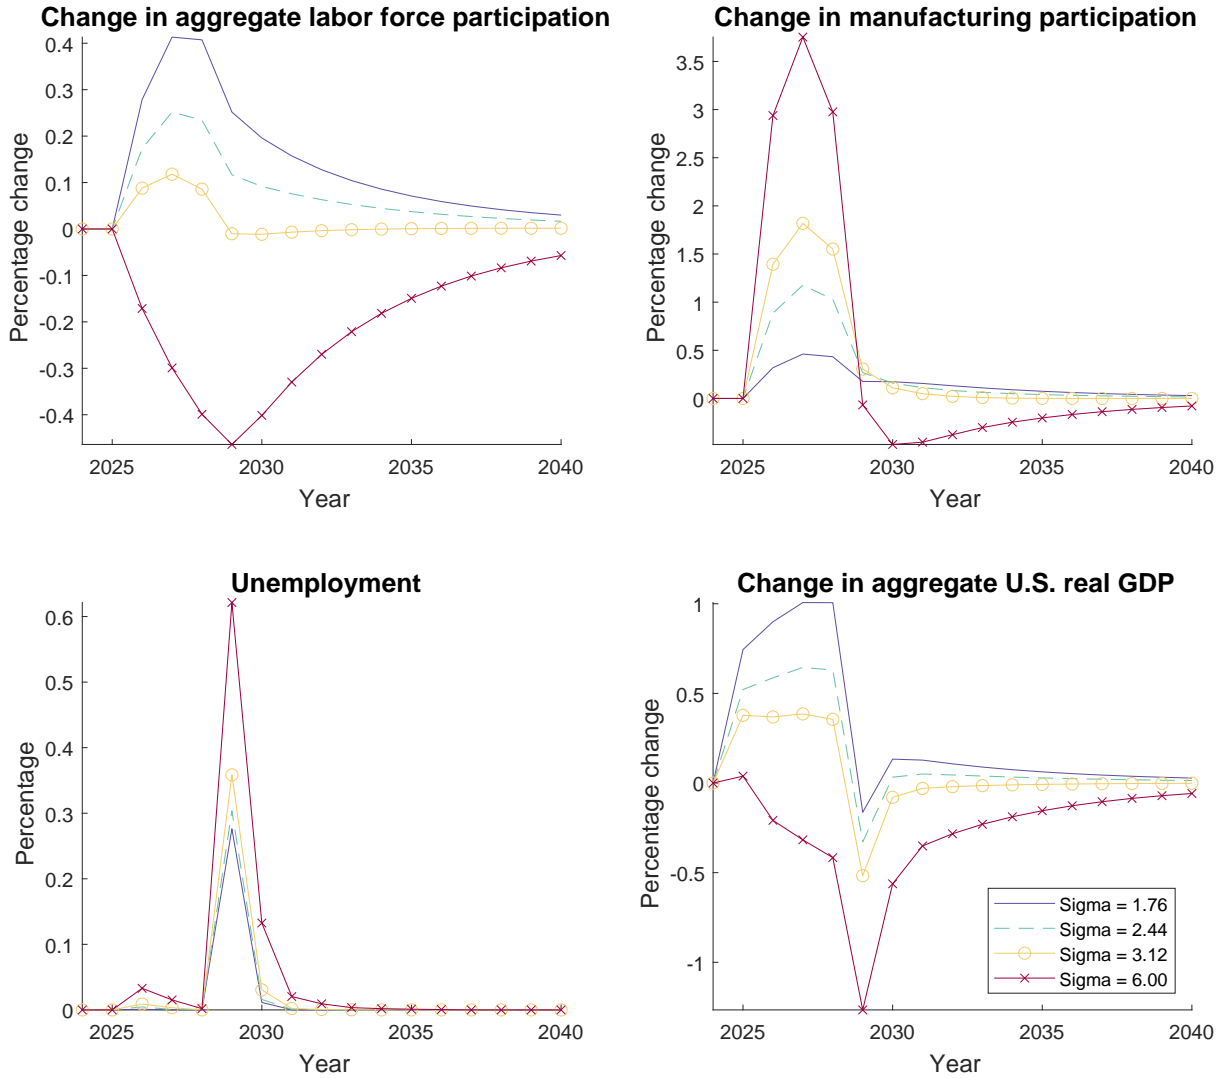 Change in aggregate labor force participation
Percentage change
0.4
0.3
0.2
0.1
0
-0.1
-0.2
-0.3
-0.4
2025
2030
2035
2040
Year
Change in manufacturing participation
Percentage change
3.5
3
2.5
2
1.5
1
0.5
0
2025
2030
2035
2040
Year
Unemployment
Percentage
0.6
0.5
0.4
0.3
0.2
0.1
0
2025
2030
2035
2040
Year
Change in aggregate U.S. real GDP
Percentage change
1
0.5
0
-0.5
-1
2025
2030
2035
2040
Year
Sigma = 1.76
Sigma = 2.44
Sigma = 3.12
Sigma = 6.00